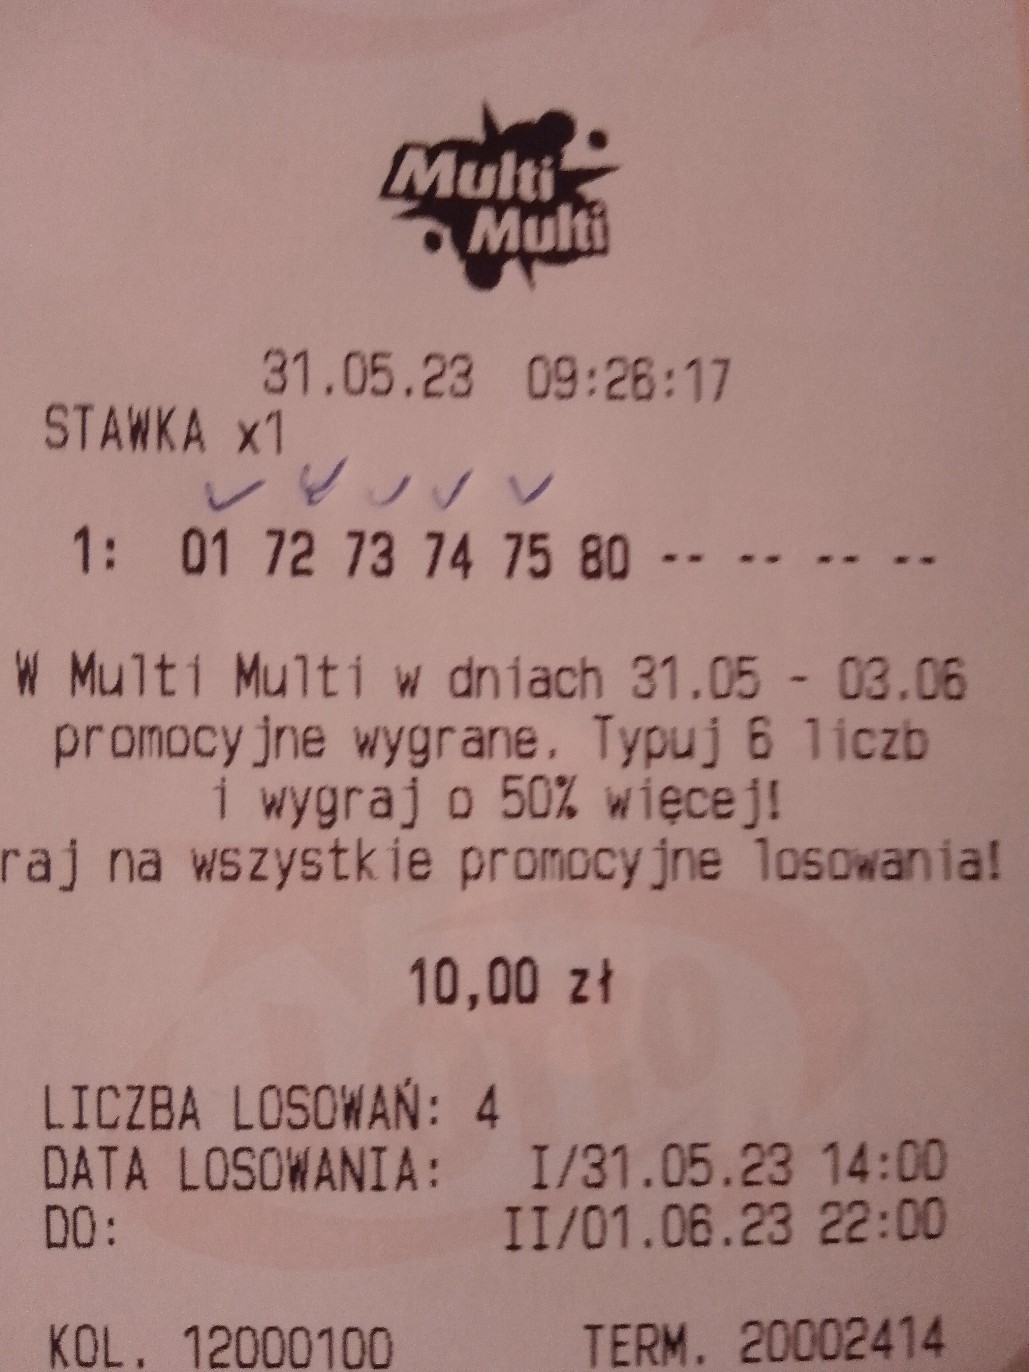 Multi
Multi
31.05.23 09:26:17
STAWKA x1
1: 01 72 73 74 75 80 -- -- -- --
W Multi Multi w dniach 31.05 - 03.06
promocyjne wygrane. Typuj 6 liczb
i wygraj o 50% więcej!
raj na wszystkie promocyjne losowania!
10,00 zł
LICZBA LOSOWAŃ: 4
DATA LOSOWANIA: I/31.05.23 14:00
DO: II/01.06.23 22:00
KOL. 12000100 TERM. 20002414